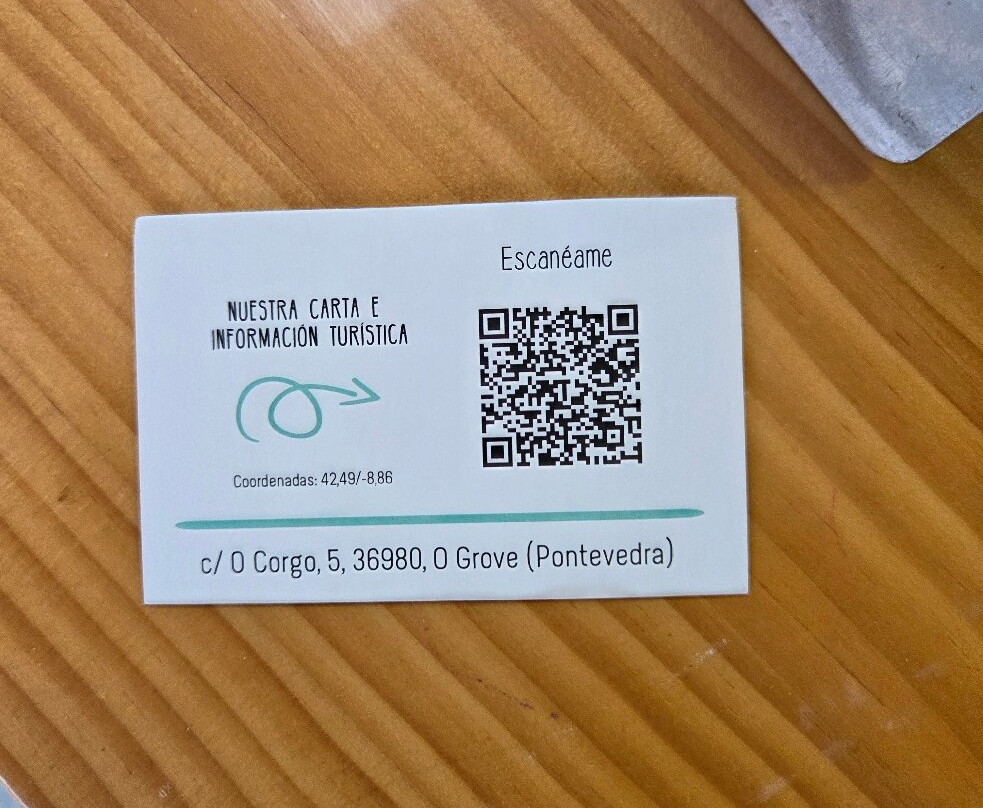 Escanéame
NUESTRA CARTA E
INFORMACIÓN TURÍSTICA
Coordenadas: 42,49/-8,86
c/ O Corgo, 5, 36980, O Grove (Pontevedra)